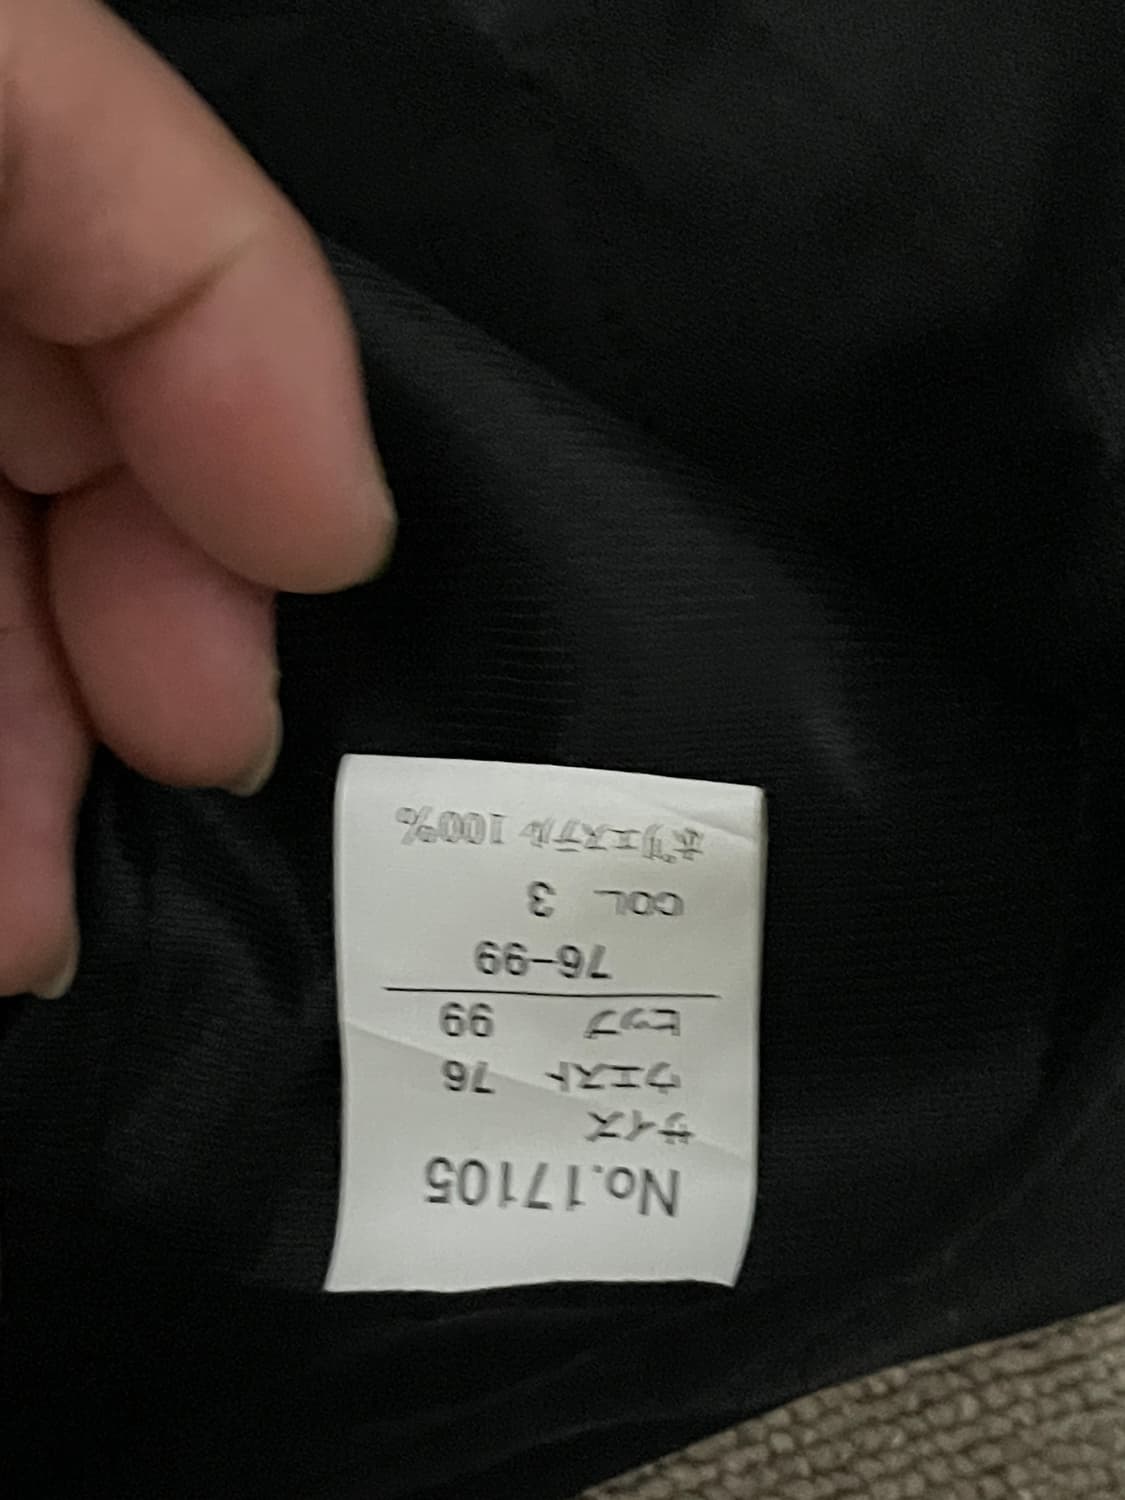 No.17105
サイズ
ウエスト 76
ヒップ 99
76-99
COL 3
ポリエステル 100%